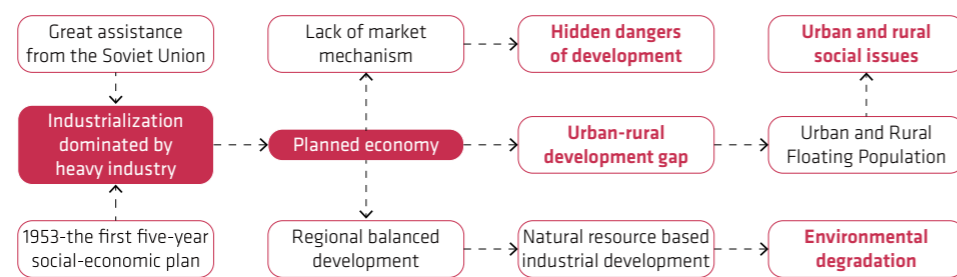 Great assistance
from the Soviet Union
Lack of market
mechanism
Hidden dangers
of development
Urban and rural
social issues
Industrialization
dominated by
heavy industry
Planned economy
Urban-rural
development gap
Urban and Rural
Floating Population
1953-the first five-year
social-economic plan
Regional balanced
development
Natural resource based
industrial development
Environmental
degradation